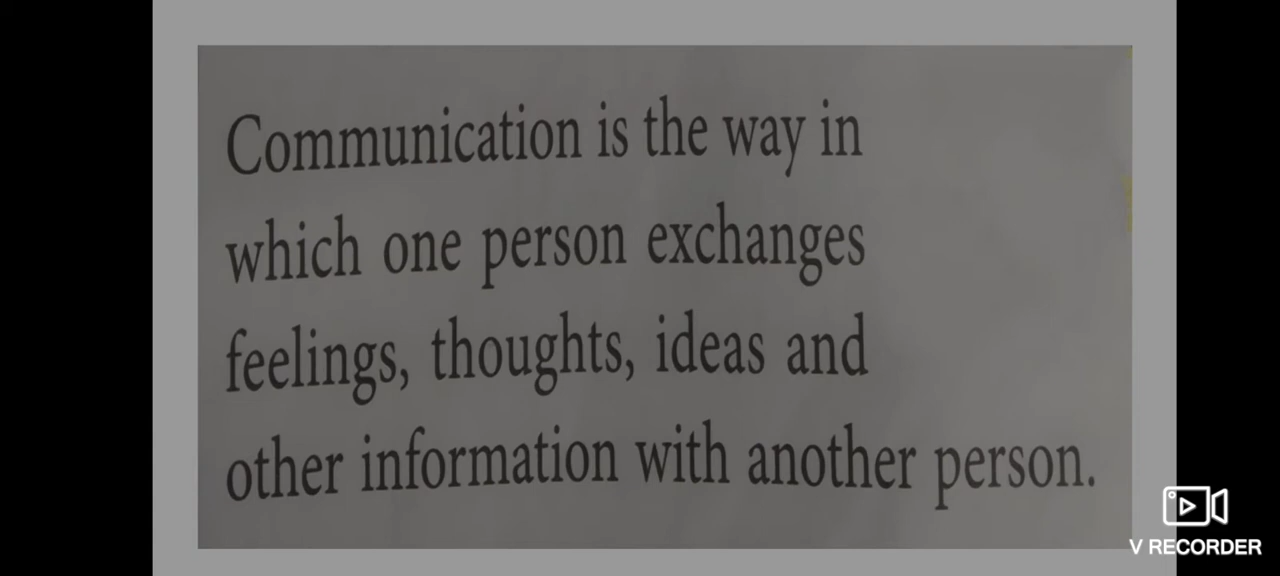 Communication is the way in
which one person exchanges
feelings, thoughts, ideas and
other information with another person.
V RECORDER